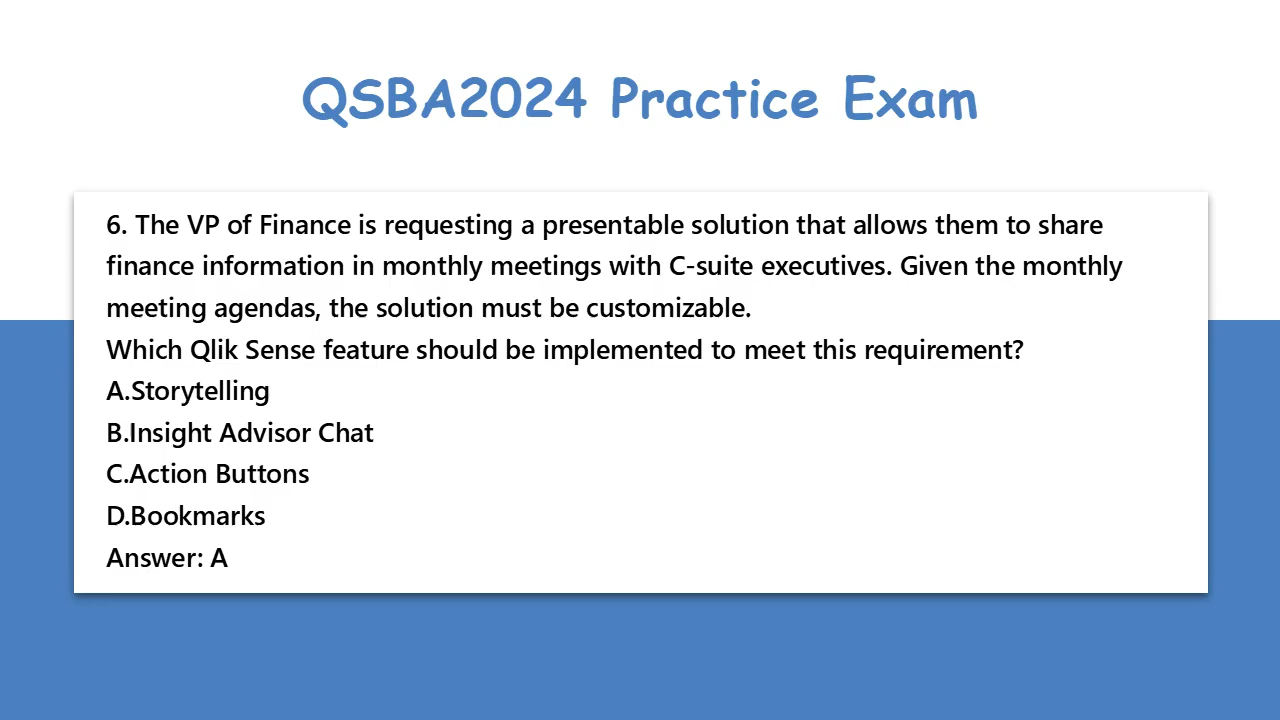 QSBA2024 Practice Exam
6. The VP of Finance is requesting a presentable solution that allows them to share
finance information in monthly meetings with C-suite executives. Given the monthly
meeting agendas, the solution must be customizable.
Which Qlik Sense feature should be implemented to meet this requirement?
A.Storytelling
B.Insight Advisor Chat
C.Action Buttons
D.Bookmarks
Answer: A